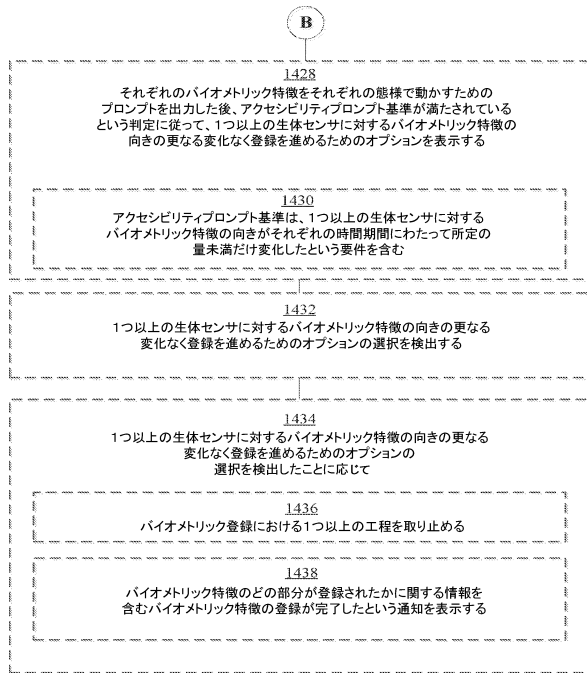 B
1428
それぞれのバイオメトリック特徴をそれぞれの態様で動かすための
プロンプトを出力した後、アクセシビリティプロンプト基準が満たされている
という判定に従って、1つ以上の生体センサに対するバイオメトリック特徴の
向きの更なる変化なく登録を進めるためのオプションを表示する
1430
アクセシビリティプロンプト基準は、1つ以上の生体センサに対する
バイオメトリック特徴の向きがそれぞれの時間期間にわたって所定の
量未満だけ変化したという要件を含む
1432
1つ以上の生体センサに対するバイオメトリック特徴の向きの更なる
変化なく登録を進めるためのオプションの選択を検出する
1434
1つ以上の生体センサに対するバイオメトリック特徴の向きの更なる
変化なく登録を進めるためのオプションの
選択を検出したことに応じて
1436
バイオメトリック登録における1つ以上の工程を取り止める
1438
バイオメトリック特徴のどの部分が登録されたかに関する情報を
含むバイオメトリック特徴の登録が完了したという通知を表示する